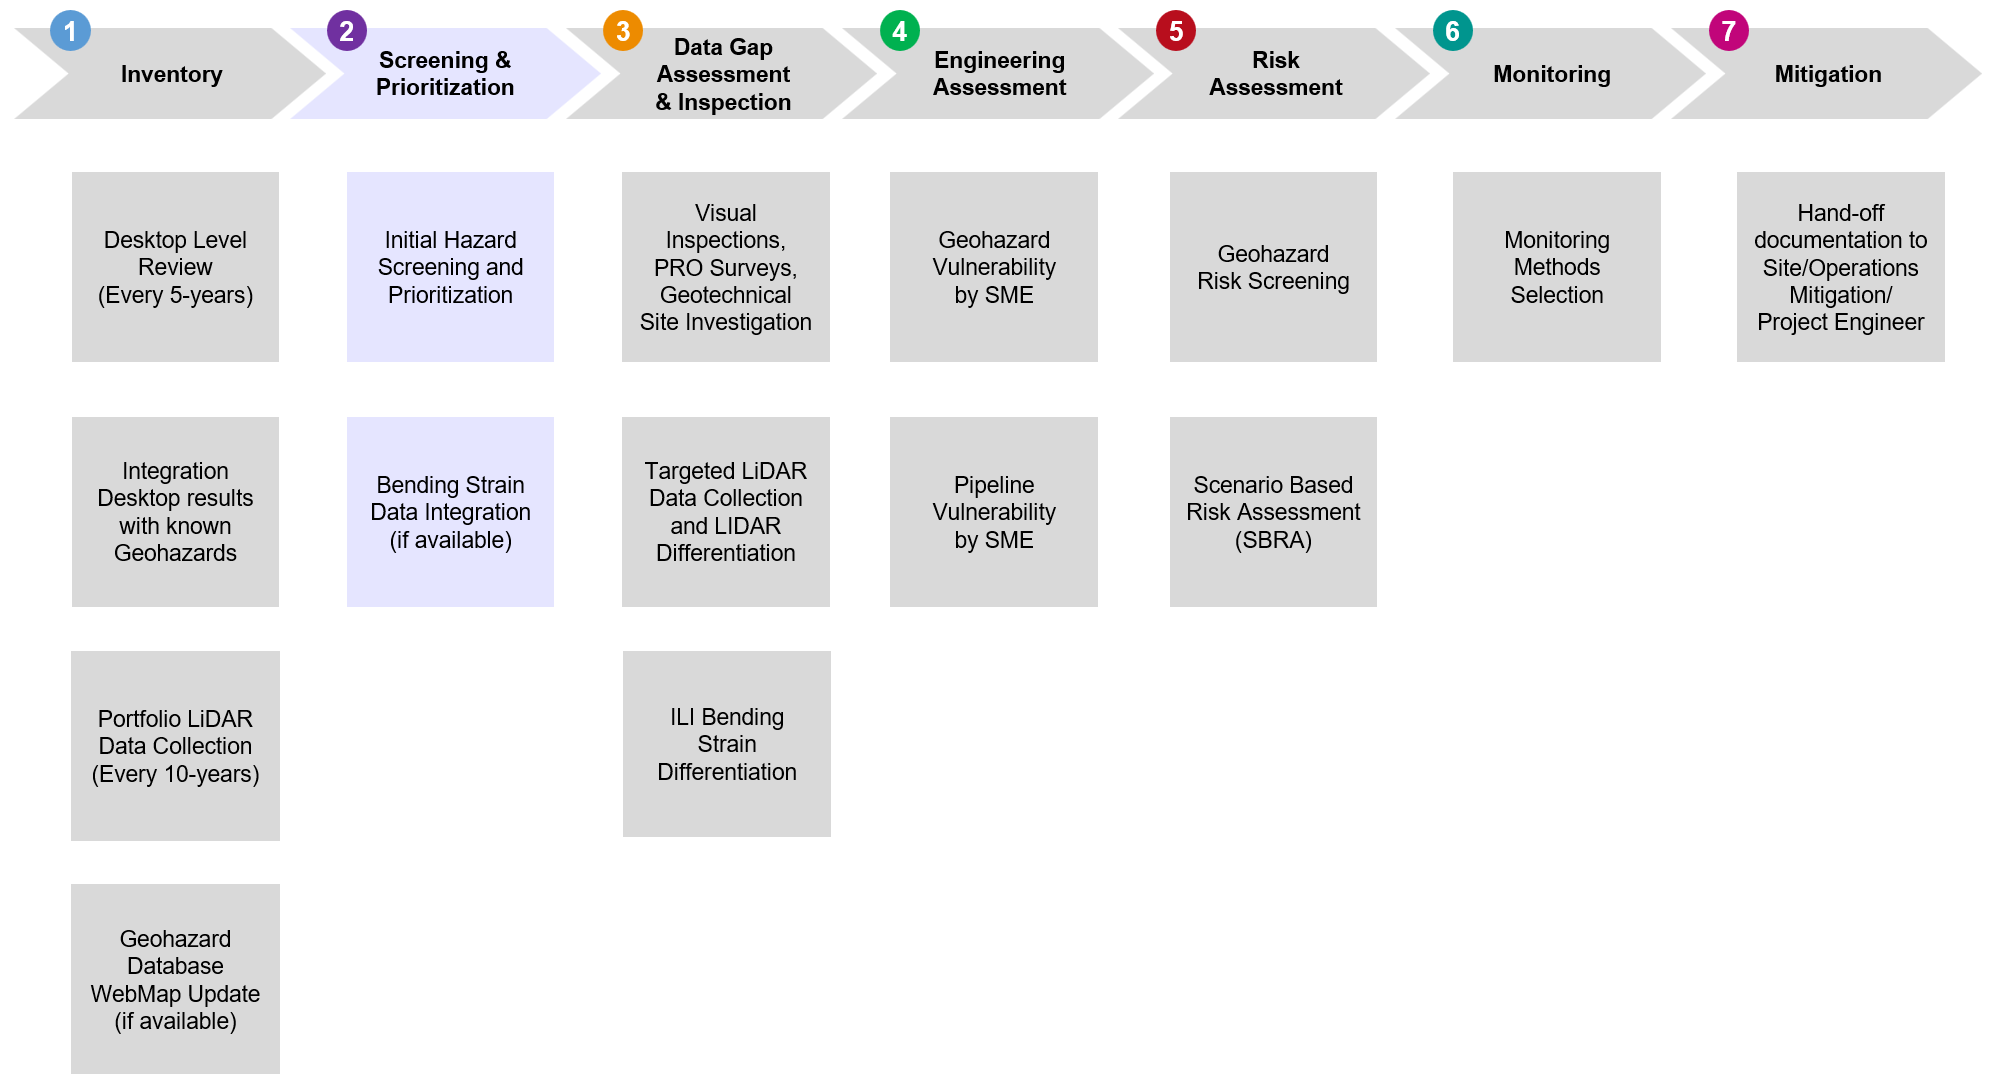 1
Inventory
2
Screening &
Prioritization
3
Data Gap
Assessment
& Inspection
4
Engineering
Assessment
5
Risk
Assessment
6
Monitoring
7
Mitigation
Desktop Level
Review
(Every 5-years)
Initial Hazard
Screening and
Prioritization
Visual
Inspections,
PRO Surveys,
Geotechnical
Site Investigation
Geohazard
Vulnerability
by SME
Geohazard
Risk Screening
Monitoring
Methods
Selection
Hand-off
documentation to
Site/Operations
Mitigation/
Project Engineer
Integration
Desktop results
with known
Geohazards
Bending Strain
Data Integration
(if available)
Targeted LiDAR
Data Collection
and LIDAR
Differentiation
Pipeline
Vulnerability
by SME
Scenario Based
Risk Assessment
(SBRA)
Portfolio LiDAR
Data Collection
(Every 10-years)
ILI Bending
Strain
Differentiation
Geohazard
Database
WebMap Update
(if available)